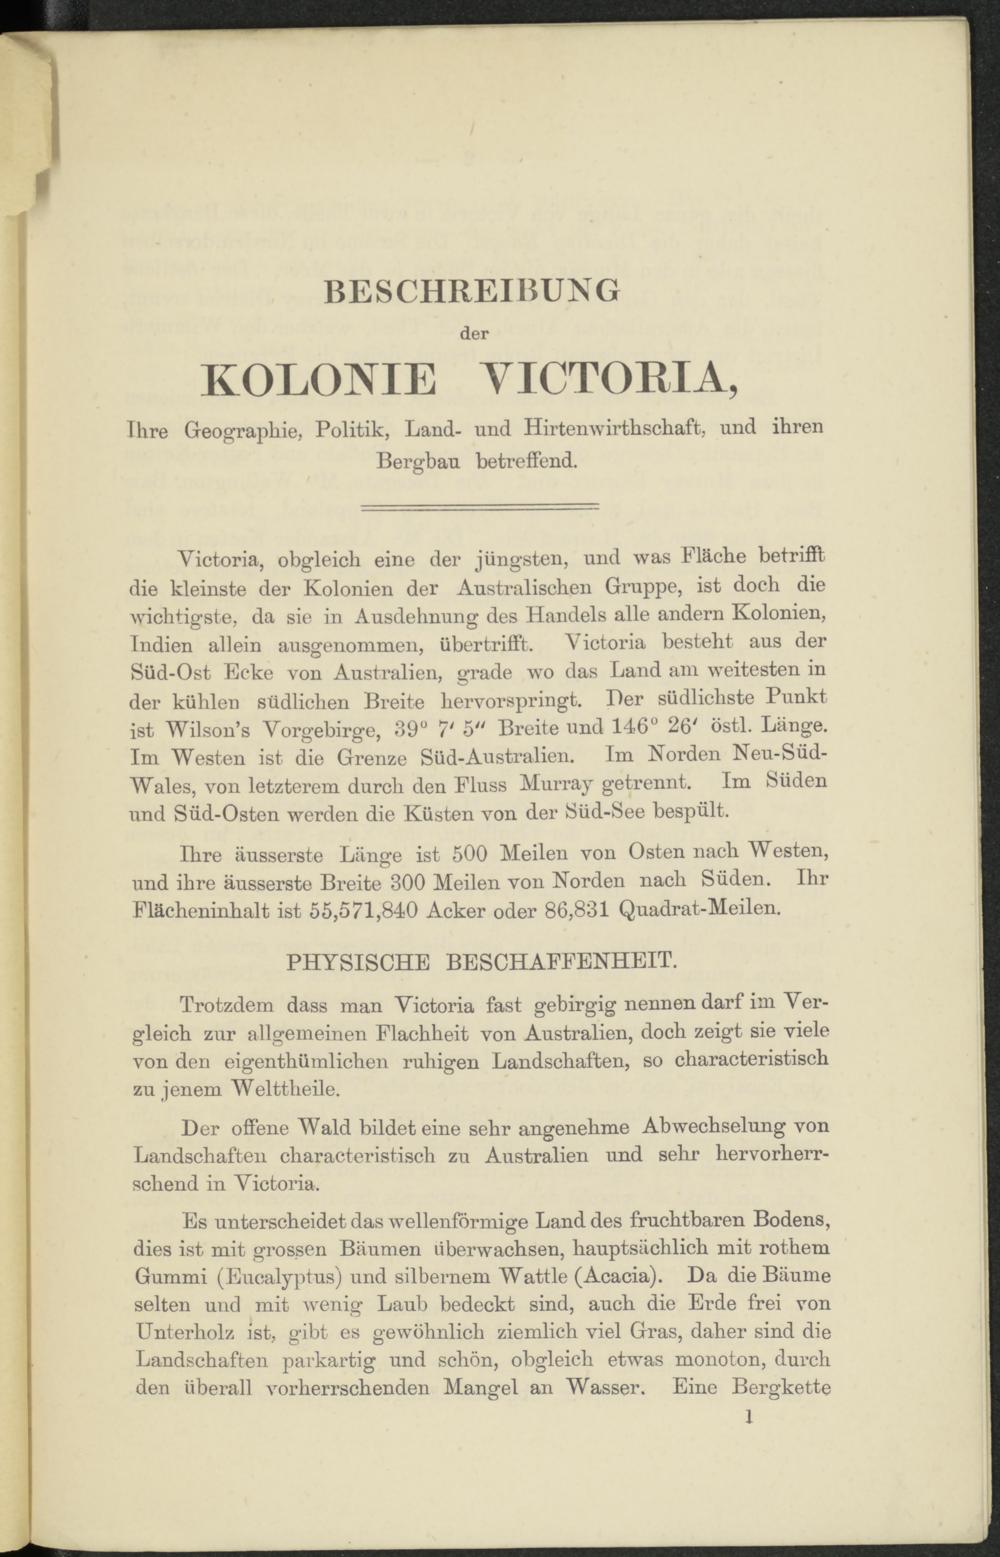 BESCHREIBUNG
der
KOLONIE VICTORIA,
Ihre Geographie, Politik, Land- und Hirtenwirthschaft, und ihren
Bergbau betreffend.
Victoria, obgleich eine der jüngsten, und was Fläche betrifft
die kleinste der Kolonien der Australischen Gruppe, ist doch die
wichtigste, da sie in Ausdehnung des Handels alle andern Kolonien,
Indien allein ausgenommen, übertrifft. Victoria besteht aus der
Süd-Ost Ecke von Australien, grade wo das Land am weitesten in
der kühlen südlichen Breite hervorspringt. Der südlichste Punkt
ist Wilson's Vorgebirge, 39° 7′ 5″ Breite und 146° 26′ östl. Länge.
Im Westen ist die Grenze Süd-Australien. Im Norden Neu-Süd-
Wales, von letzterem durch den Fluss Murray getrennt. Im Süden
und Süd-Osten werden die Küsten von der Süd-See bespült.
Ihre äusserste Länge ist 500 Meilen von Osten nach Westen,
und ihre äusserste Breite 300 Meilen von Norden nach Süden. Ihr
Flächeninhalt ist 55,571,840 Acker oder 86,831 Quadrat-Meilen.
PHYSISCHE BESCHAFFENHEIT.
Trotzdem dass man Victoria fast gebirgig nennen darf im Ver-
gleich zur allgemeinen Flachheit von Australien, doch zeigt sie viele
von den eigenthümlichen ruhigen Landschaften, so characteristisch
zu jenem Welttheile.
Der offene Wald bildet eine sehr angenehme Abwechselung von
Landschaften characteristisch zu Australien und sehr hervorherr-
schend in Victoria.
Es unterscheidet das wellenförmige Land des fruchtbaren Bodens,
dies ist mit grossen Bäumen überwachsen, hauptsächlich mit rothem
Gummi (Eucalyptus) und silbernem Wattle (Acacia). Da die Bäume
selten und mit wenig Laub bedeckt sind, auch die Erde frei von
Unterholz ist, gibt es gewöhnlich ziemlich viel Gras, daher sind die
Landschaften parkartig und schön, obgleich etwas monoton, durch
den überall vorherrschenden Mangel an Wasser. Eine Bergkette
1